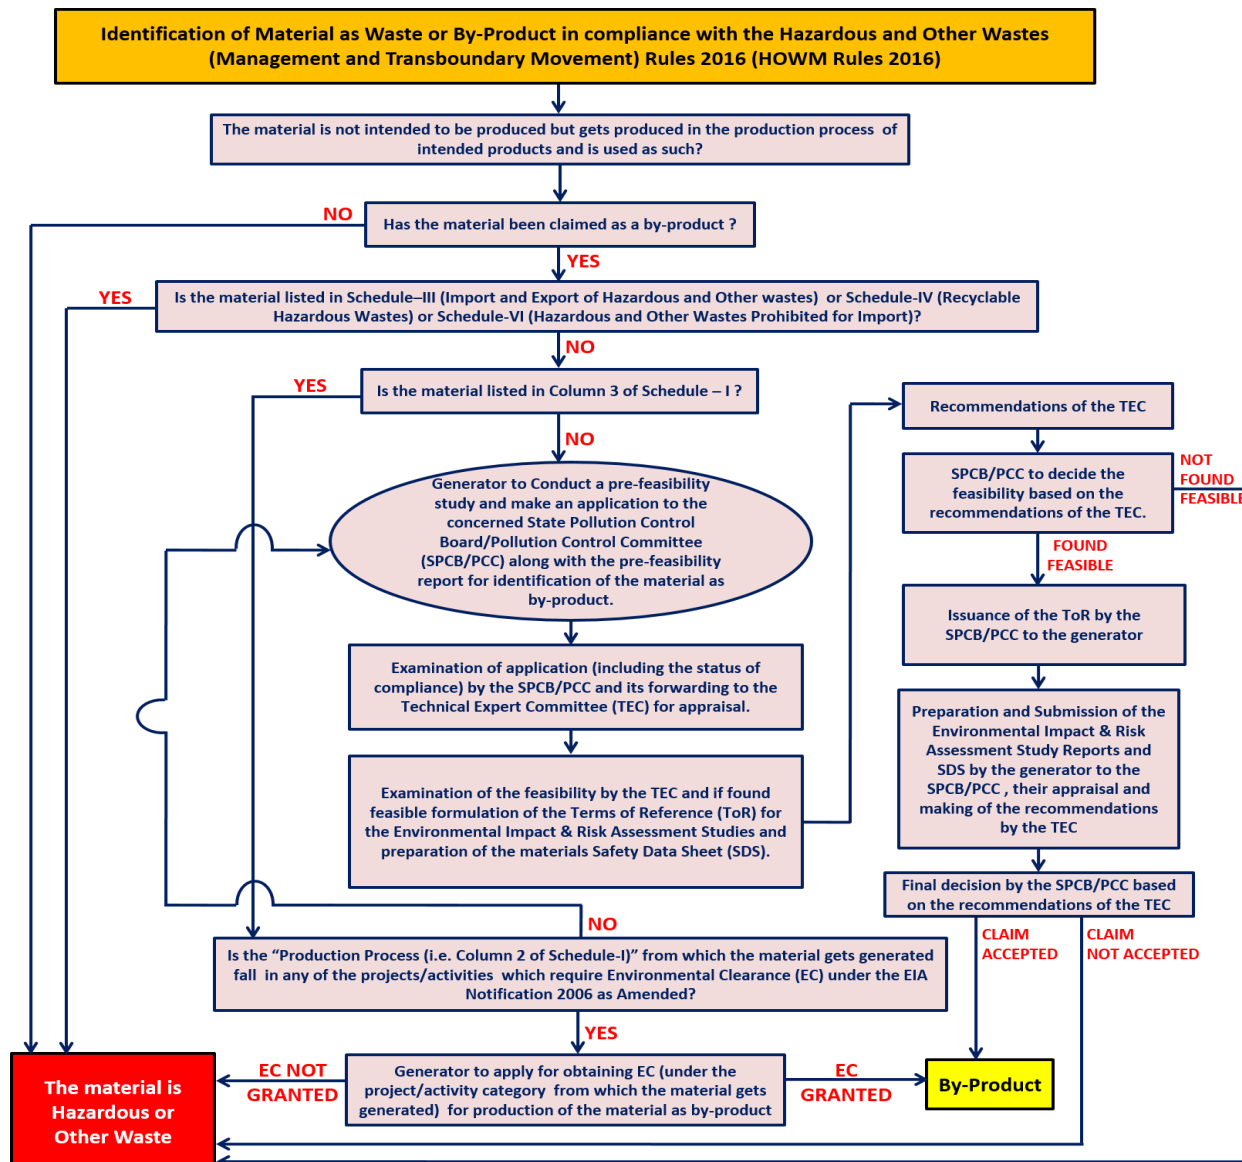 Identification of Material as Waste or By-Product in compliance with the Hazardous and Other Wastes
(Management and Transboundary Movement) Rules 2016 (HOWM Rules 2016)
The material is not intended to be produced but gets produced in the production process of
intended products and is used as such?
NO
Has the material been claimed as a by-product ?
YES
YES
Is the material listed in Schedule–III (Import and Export of Hazardous and Other wastes) or Schedule-IV (Recyclable
Hazardous Wastes) or Schedule-VI (Hazardous and Other Wastes Prohibited for Import)?
NO
YES
Is the material listed in Column 3 of Schedule – I ?
NO
Generator to Conduct a pre-feasibility
study and make an application to the
concerned State Pollution Control
Board/Pollution Control Committee
(SPCB/PCC) along with the pre-feasibility
report for identification of the material as
by-product.
Examination of application (including the status of
compliance) by the SPCB/PCC and its forwarding to the
Technical Expert Committee (TEC) for appraisal.
Examination of the feasibility by the TEC and if found
feasible formulation of the Terms of Reference (ToR) for
the Environmental Impact & Risk Assessment Studies and
preparation of the materials Safety Data Sheet (SDS).
Recommendations of the TEC
SPCB/PCC to decide the
feasibility based on the
recommendations of the TEC.
NOT
FOUND
FEASIBLE
FOUND
FEASIBLE
Issuance of the ToR by the
SPCB/PCC to the generator
Preparation and Submission of the
Environmental Impact & Risk
Assessment Study Reports and
SDS by the generator to the
SPCB/PCC , their appraisal and
making of the recommendations
by the TEC
Final decision by the SPCB/PCC based
on the recommendations of the TEC
CLAIM
ACCEPTED
CLAIM
NOT ACCEPTED
NO
Is the “Production Process (i.e. Column 2 of Schedule-I)” from which the material gets generated
fall in any of the projects/activities which require Environmental Clearance (EC) under the EIA
Notification 2006 as Amended?
YES
EC NOT
GRANTED
Generator to apply for obtaining EC (under the
project/activity category from which the material gets
generated) for production of the material as by-product
EC
GRANTED
By-Product
The material is
Hazardous or
Other Waste